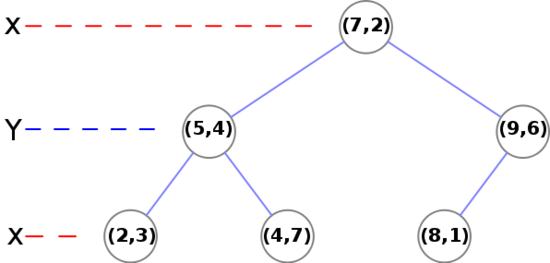 X (7,2)
Y (5,4) (9,6)
X (2,3) (4,7) (8,1)